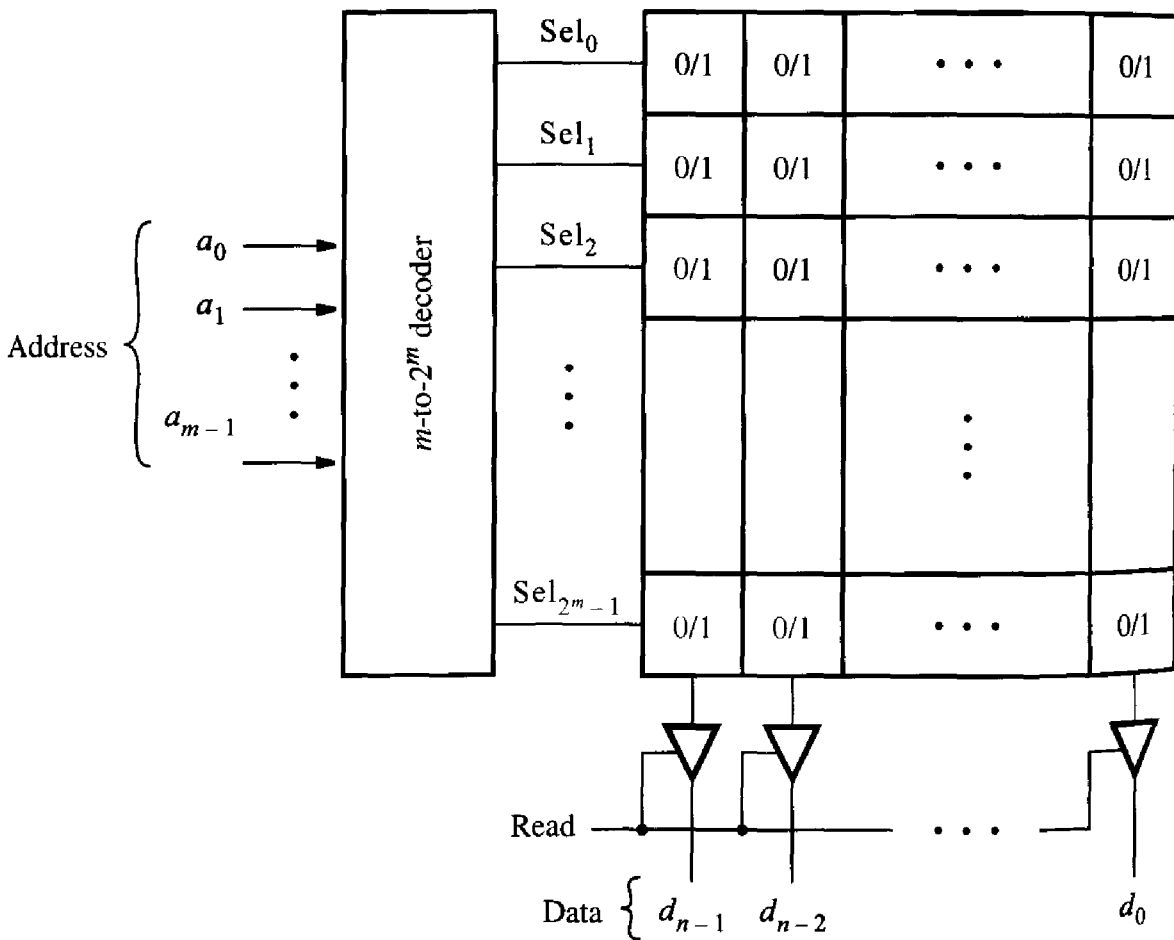 Sel₀
0/1 0/1 • • • 0/1
Sel₁
0/1 0/1 • • • 0/1
Sel₂
0/1 0/1 • • • 0/1
Address { a₀
a₁
aₘ₋₁
m-to-2ᵐ decoder
Sel₂ᵐ₋₁
0/1 0/1 • • • 0/1
Read • • •
Data { dₙ₋₁ dₙ₋₂ d₀